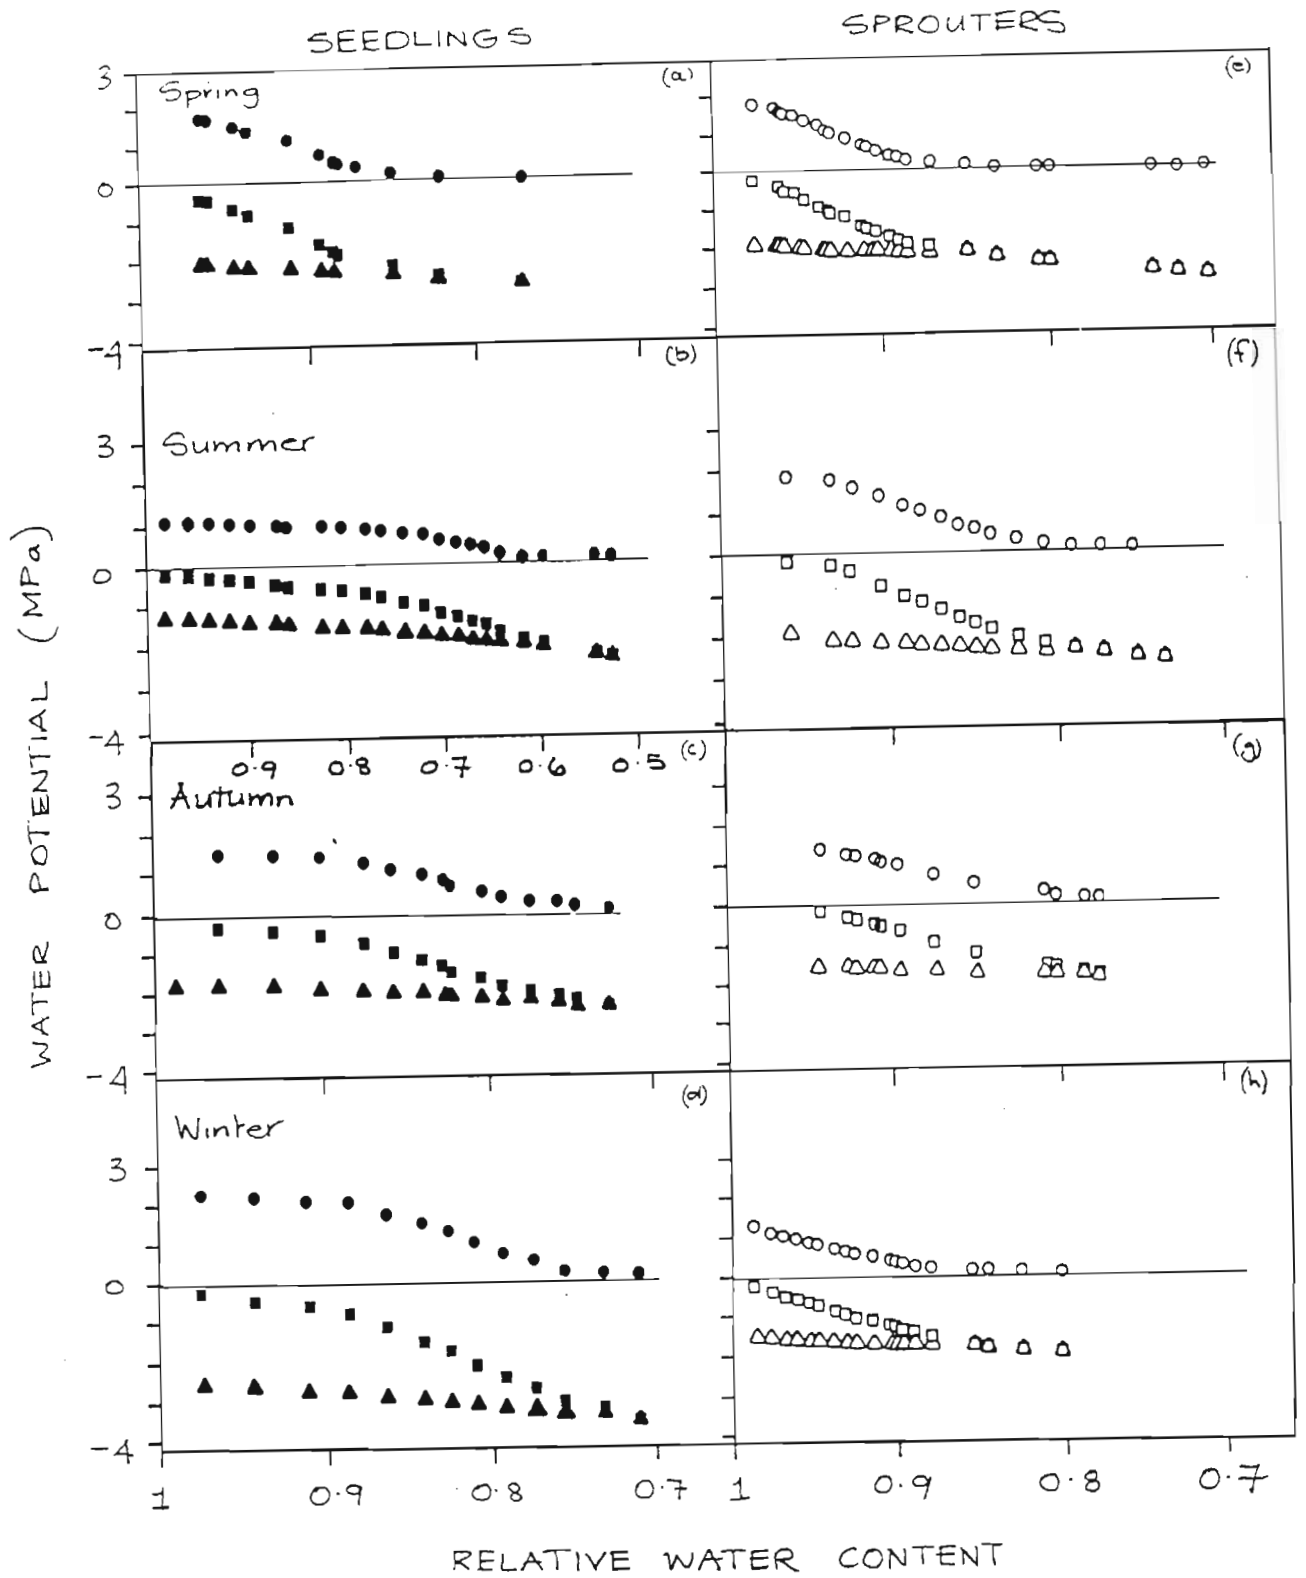 SEEDLINGS SPROUTERS
3 Spring (a) (e)
0
-4
(b) (f)
3 Summer
0
-4
0.9 0.8 0.7 0.6 0.5 (c) (g)
3 Autumn
0
-4
(d) (h)
Winter
3
0
-4
1 0.9 0.8 0.7 1 0.9 0.8 0.7
RELATIVE WATER CONTENT
WATER POTENTIAL (MPa)